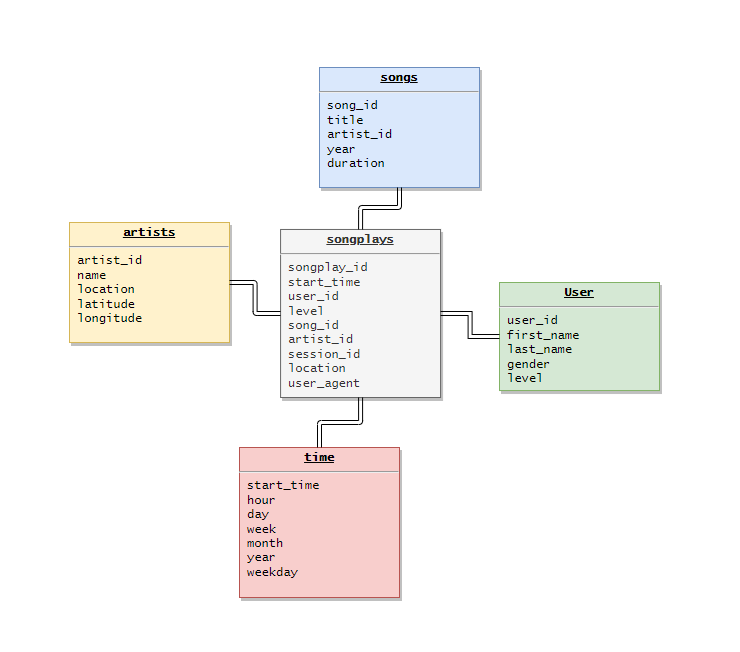 songs
song_id
title
artist_id
year
duration
artists
artist_id
name
location
latitude
longitude
songplays
songplay_id
start_time
user_id
level
song_id
artist_id
session_id
location
user_agent
User
user_id
first_name
last_name
gender
level
time
start_time
hour
day
week
month
year
weekday